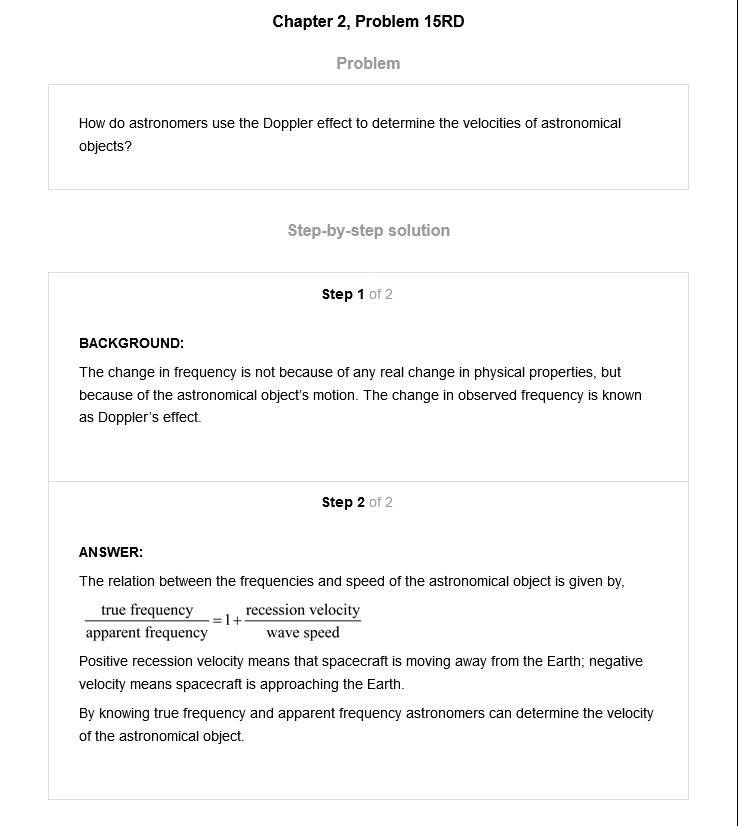 Chapter 2, Problem 15RD
Problem
How do astronomers use the Doppler effect to determine the velocities of astronomical
objects?
Step-by-step solution
Step 1 of 2
BACKGROUND:
The change in frequency is not because of any real change in physical properties, but
because of the astronomical object's motion. The change in observed frequency is known
as Doppler's effect.
Step 2 of 2
ANSWER:
The relation between the frequencies and speed of the astronomical object is given by,
true frequency / apparent frequency = 1 + recession velocity / wave speed
Positive recession velocity means that spacecraft is moving away from the Earth; negative
velocity means spacecraft is approaching the Earth.
By knowing true frequency and apparent frequency astronomers can determine the velocity
of the astronomical object.